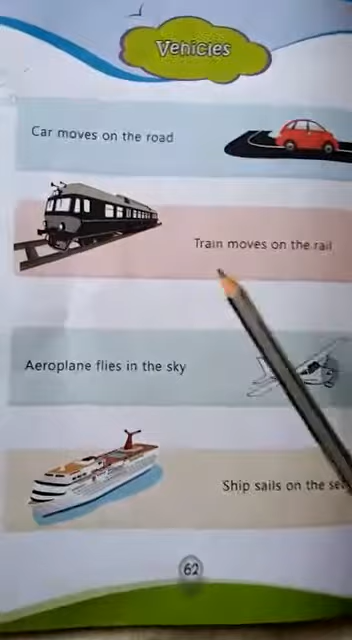 Vehicles
Car moves on the road
Train moves on the rail
Aeroplane flies in the sky
Ship sails on the
62